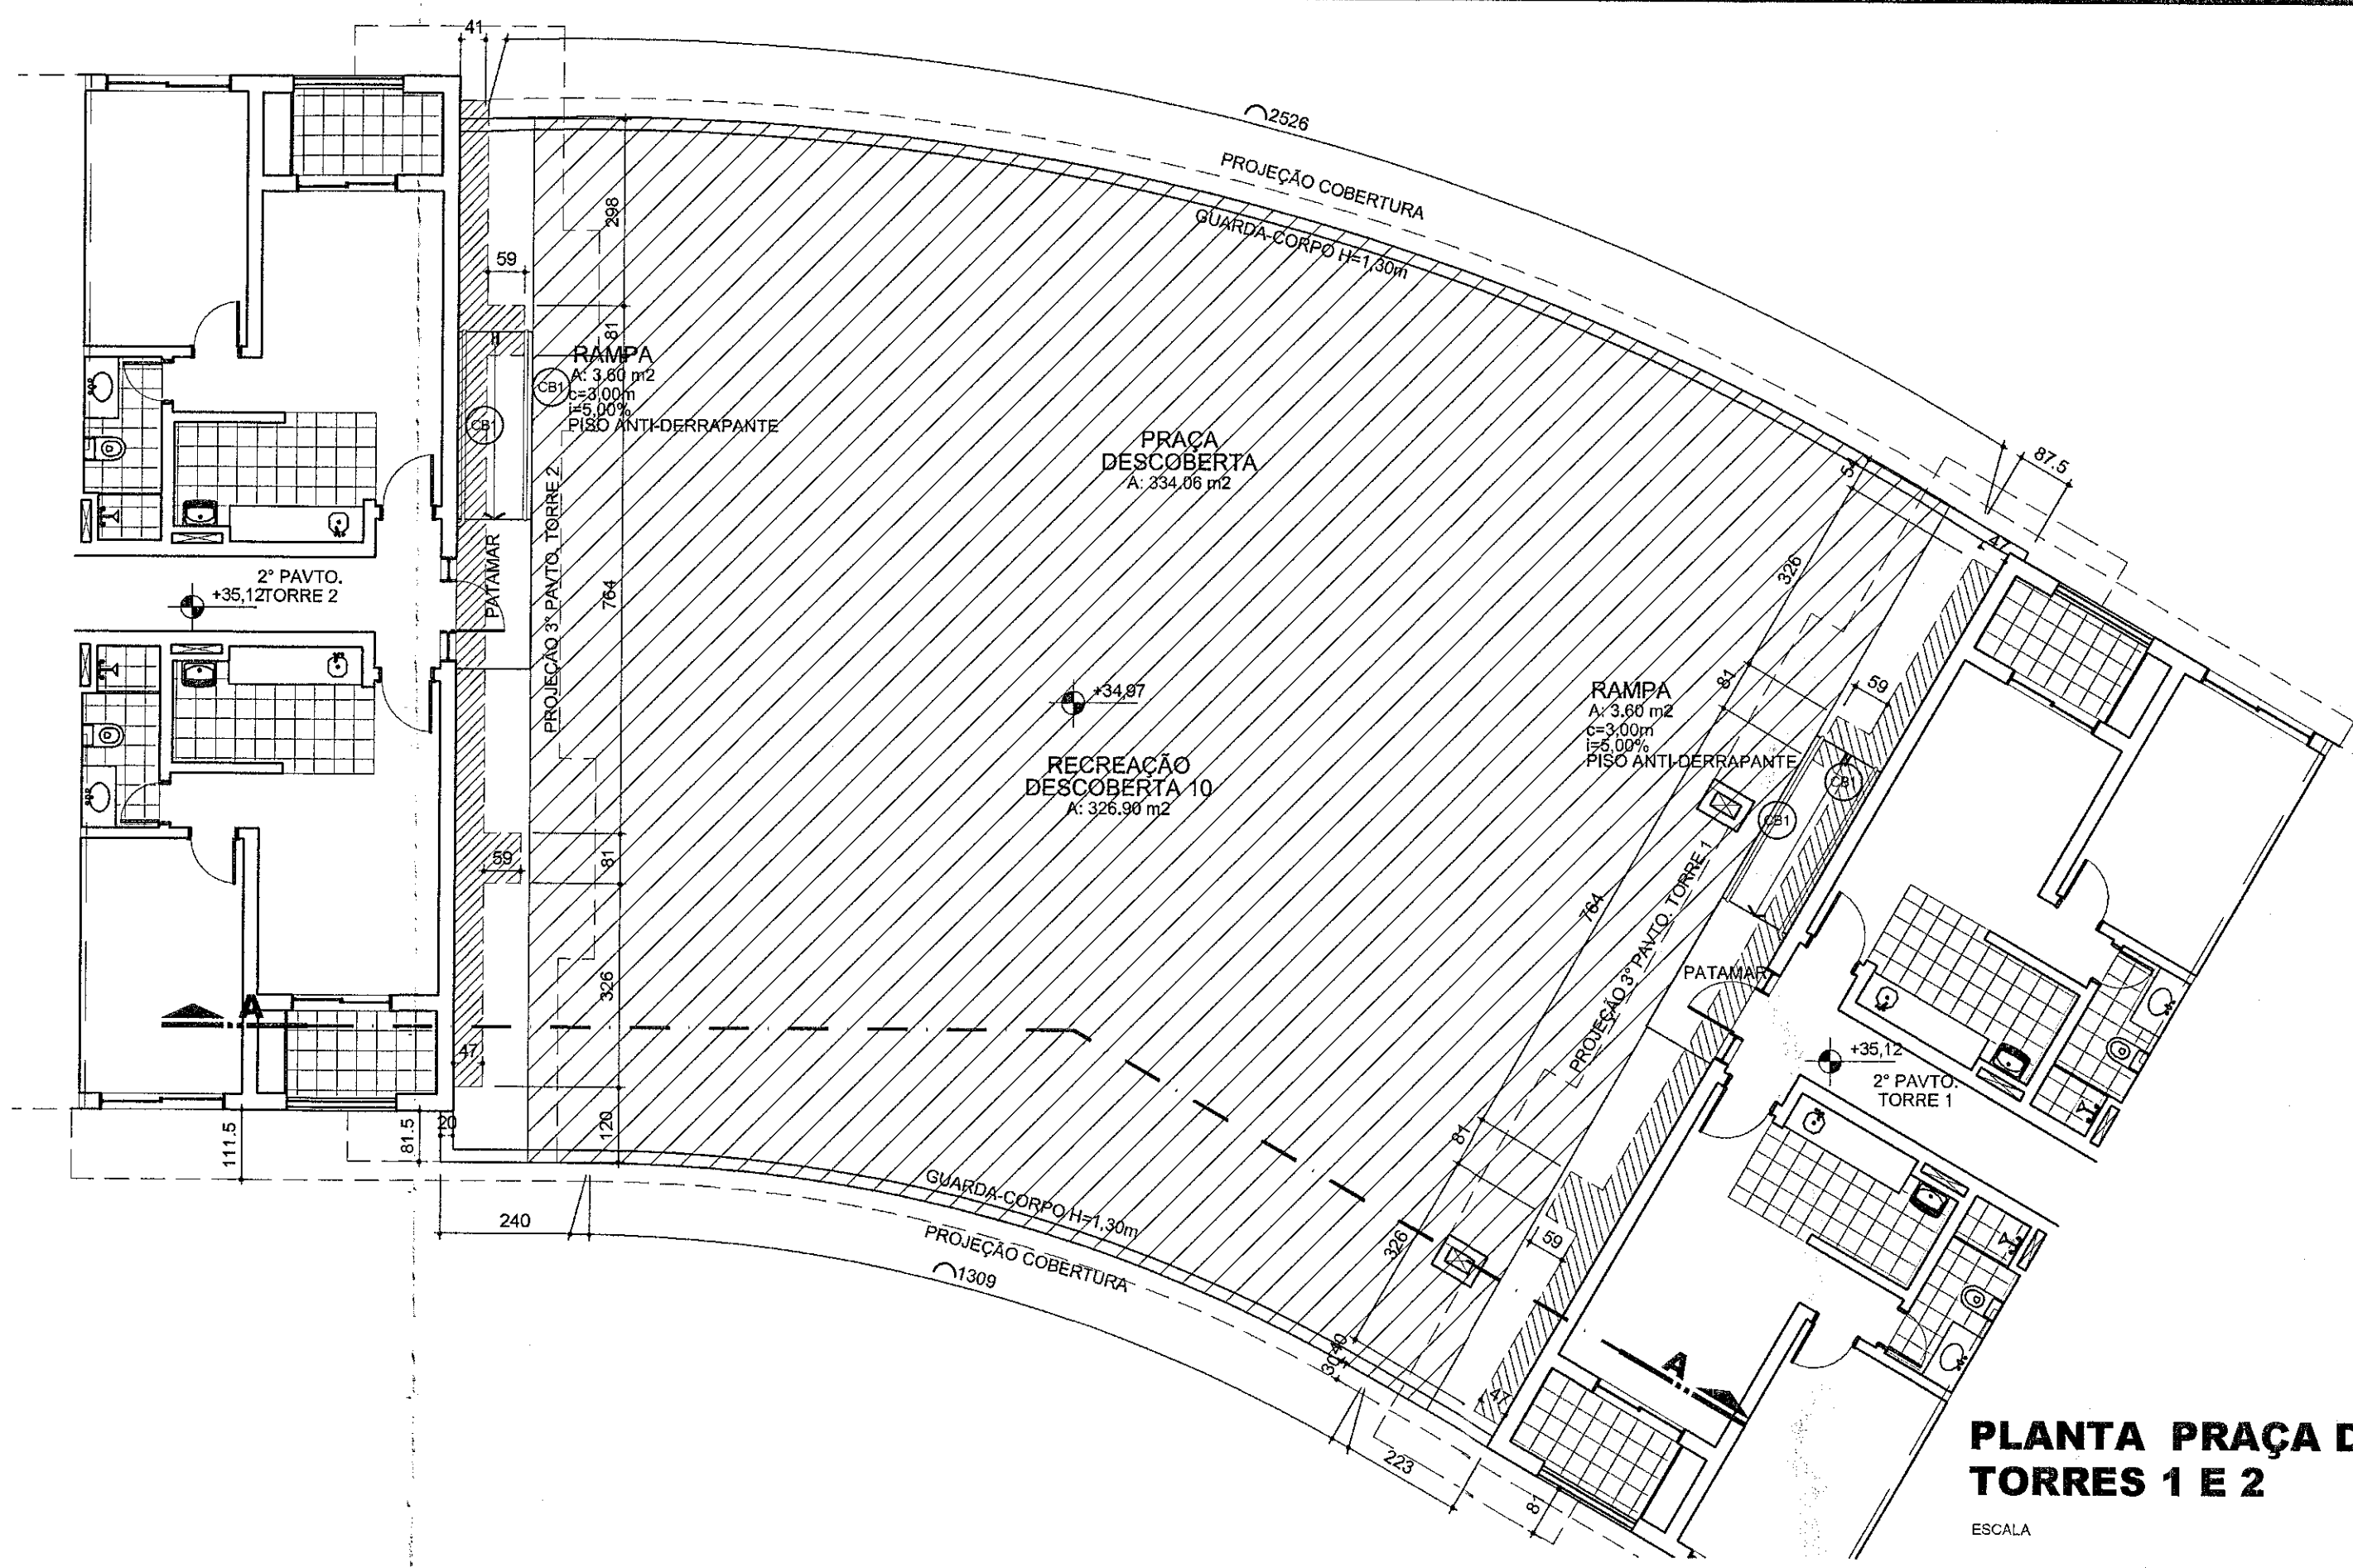 41
2526
PROJEÇÃO COBERTURA
GUARDA-CORPO H=1,30m
298
59
81
RAMPA
A: 3.60 m2
c=3,00m
i=5,00%
PISO ANTI-DERRAPANTE
CB1
CB1
PRAÇA
DESCOBERTA
A: 334.06 m2
87.5
54
47
326
2° PAVTO.
TORRE 2
+35,12
PATAMAR
PROJEÇÃO 3° PAVTO. TORRE 2
764
+34,97
81
59
RAMPA
A: 3.60 m2
c=3,00m
i=5,00%
PISO ANTI-DERRAPANTE
CB1
CB1
RECREAÇÃO
DESCOBERTA 10
A: 326.90 m2
59
81
764
PROJEÇÃO 3° PAVTO. TORRE 1
PATAMAR
326
A
47
+35,12
2° PAVTO.
TORRE 1
111.5
81.5
20
120
81
59
326
GUARDA-CORPO H=1,30m
PROJEÇÃO COBERTURA
240
1309
40
30
47
A
223
81
PLANTA PRAÇA D
TORRES 1 E 2
ESCALA